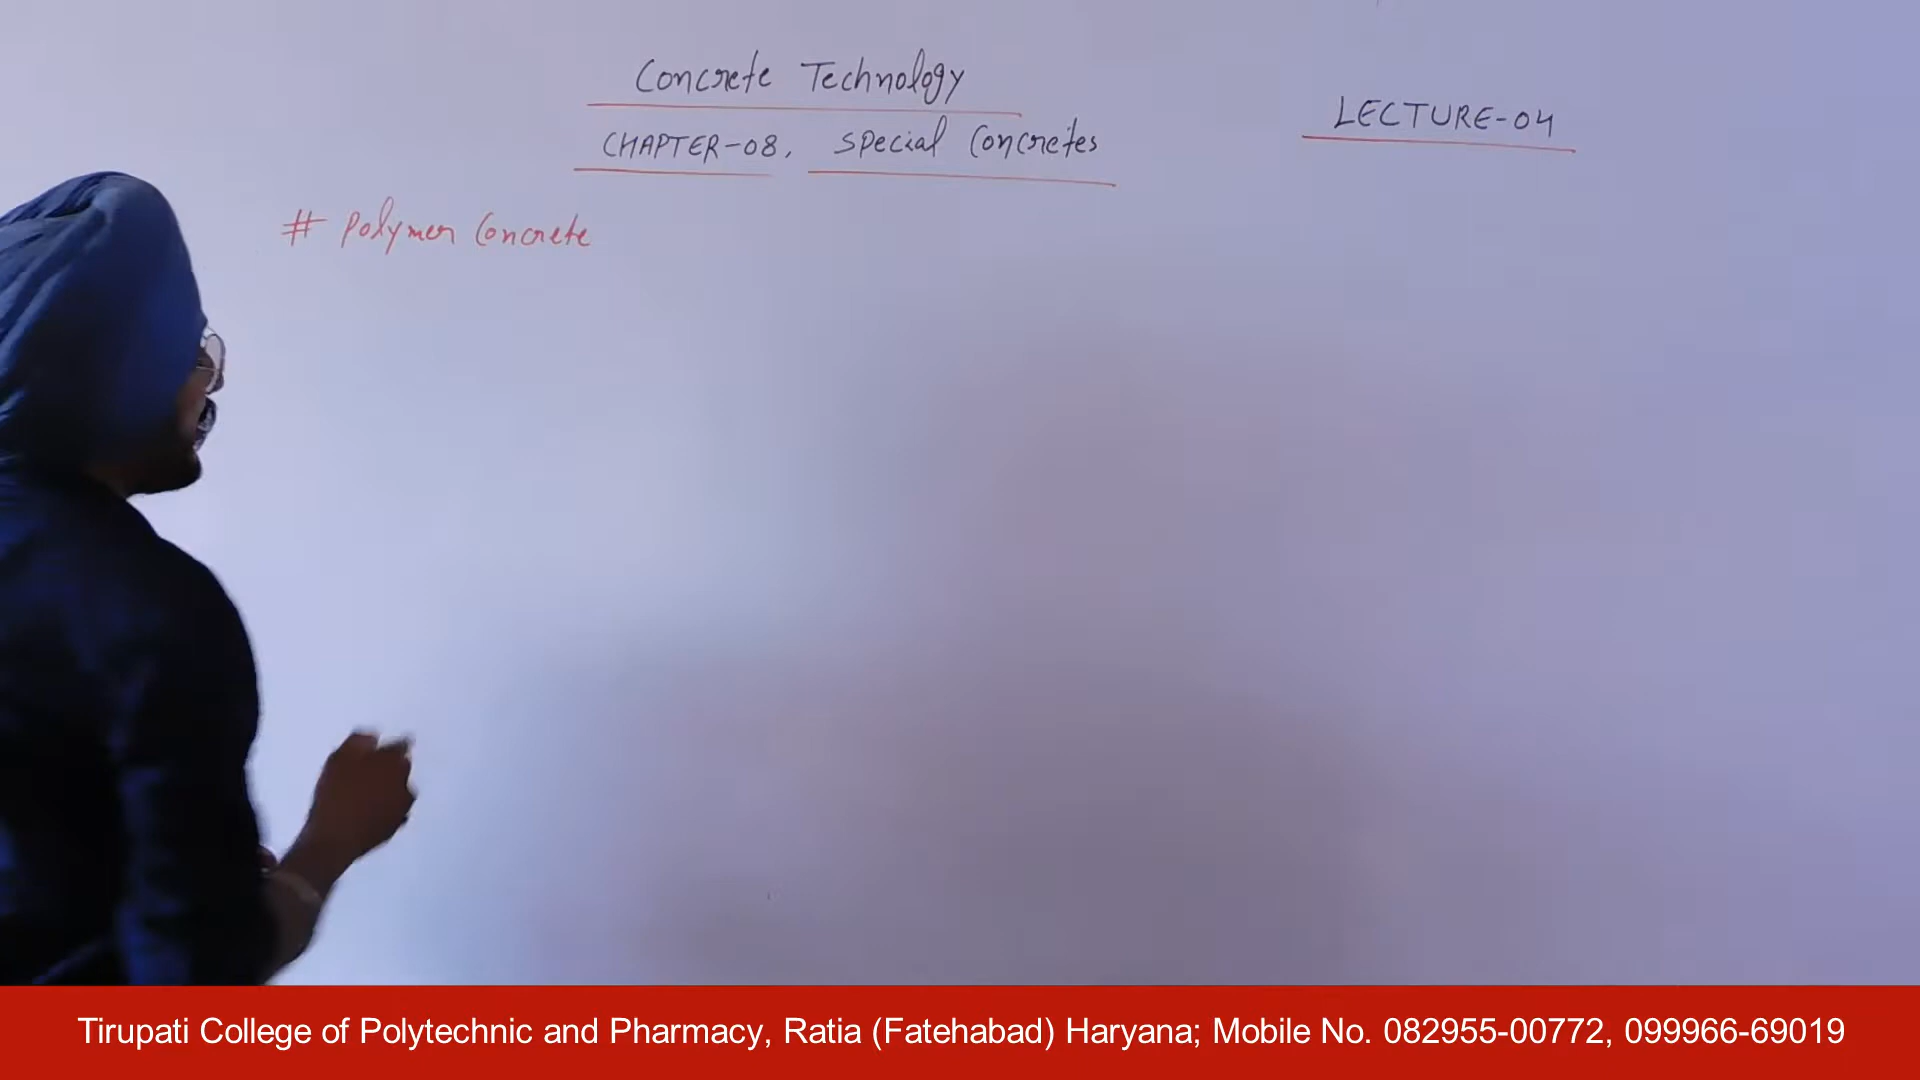 Concrete Technology
LECTURE-04
CHAPTER-08, Special Concretes
# Polymer Concrete
Tirupati College of Polytechnic and Pharmacy, Ratia (Fatehabad) Haryana; Mobile No. 082955-00772, 099966-69019